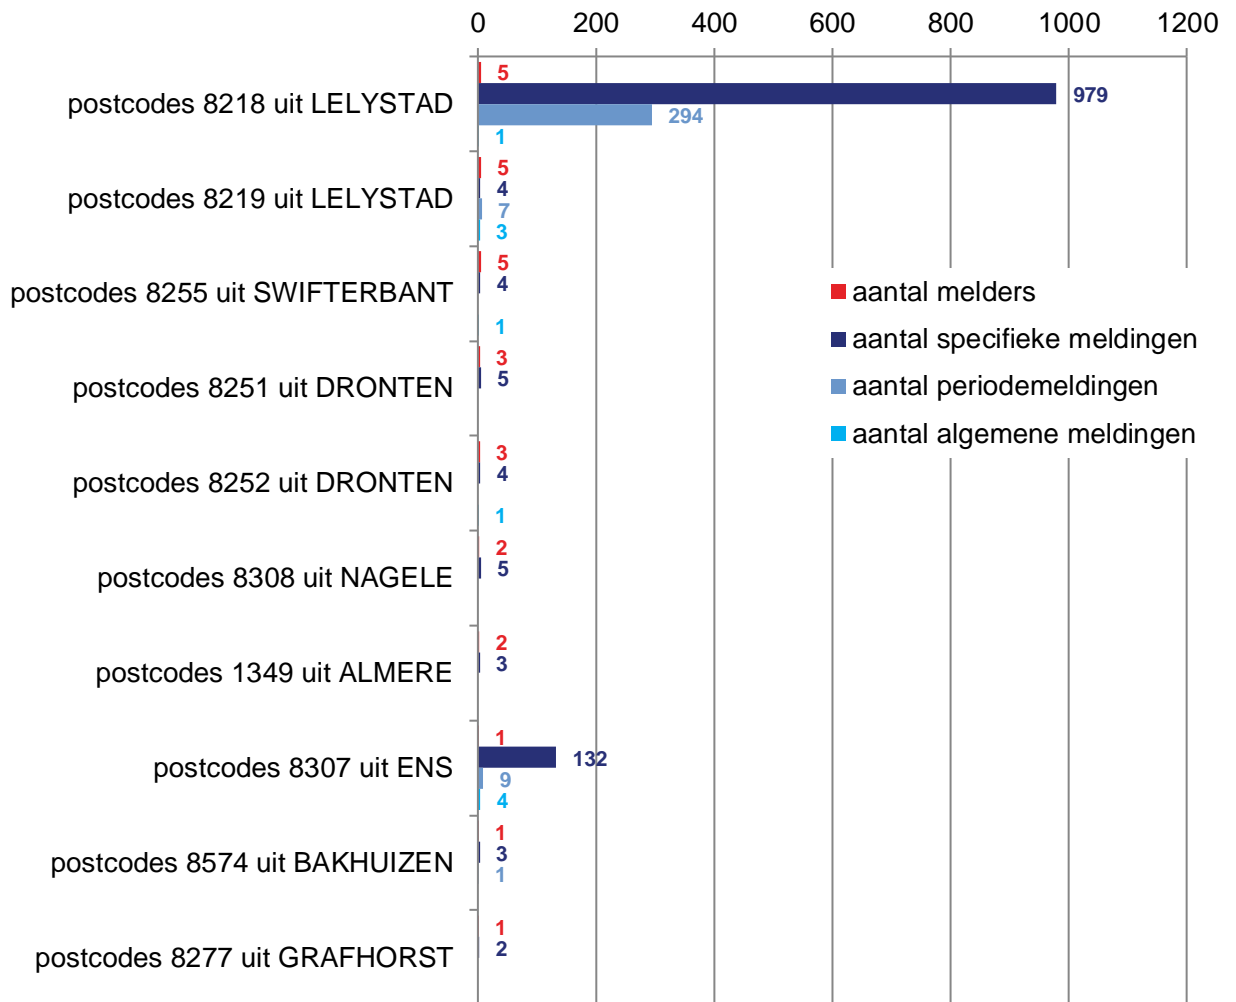 0 200 400 600 800 1000 1200
postcodes 8218 uit LELYSTAD
5
979
294
1
postcodes 8219 uit LELYSTAD
5
4
7
3
postcodes 8255 uit SWIFTERBANT
5
4
1
postcodes 8251 uit DRONTEN
3
5
postcodes 8252 uit DRONTEN
3
4
1
postcodes 8308 uit NAGELE
2
5
postcodes 1349 uit ALMERE
2
3
postcodes 8307 uit ENS
1
132
9
4
postcodes 8574 uit BAKHUIZEN
1
3
1
postcodes 8277 uit GRAFHORST
1
2
aantal melders
aantal specifieke meldingen
aantal periodemeldingen
aantal algemene meldingen